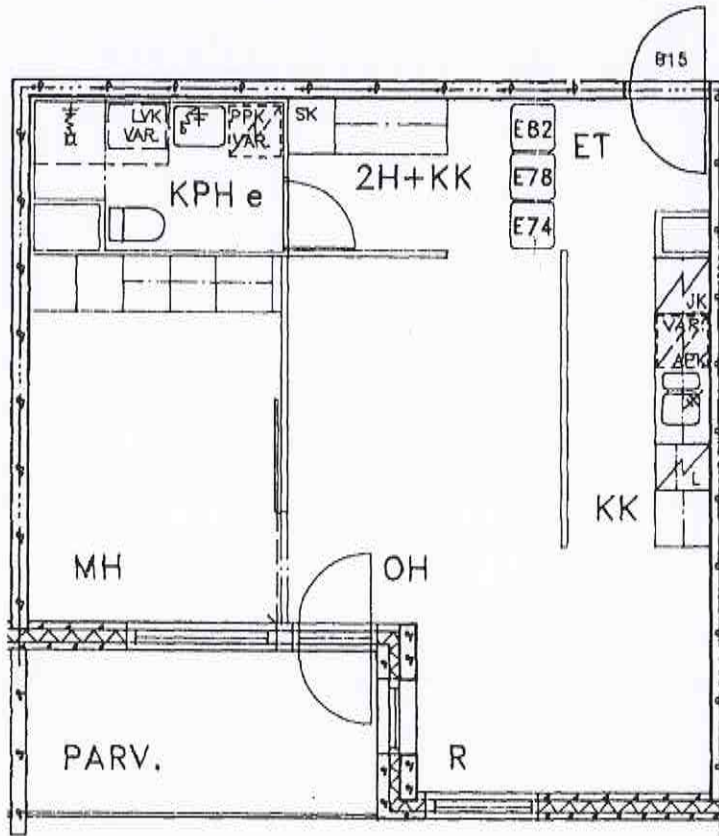 B15
LVK
VAR.
PPK
VAR.
SK
E82
ET
KPH e
2H+KK
E78
E74
JK
VAR.
APK
L
KK
MH
OH
PARV.
R